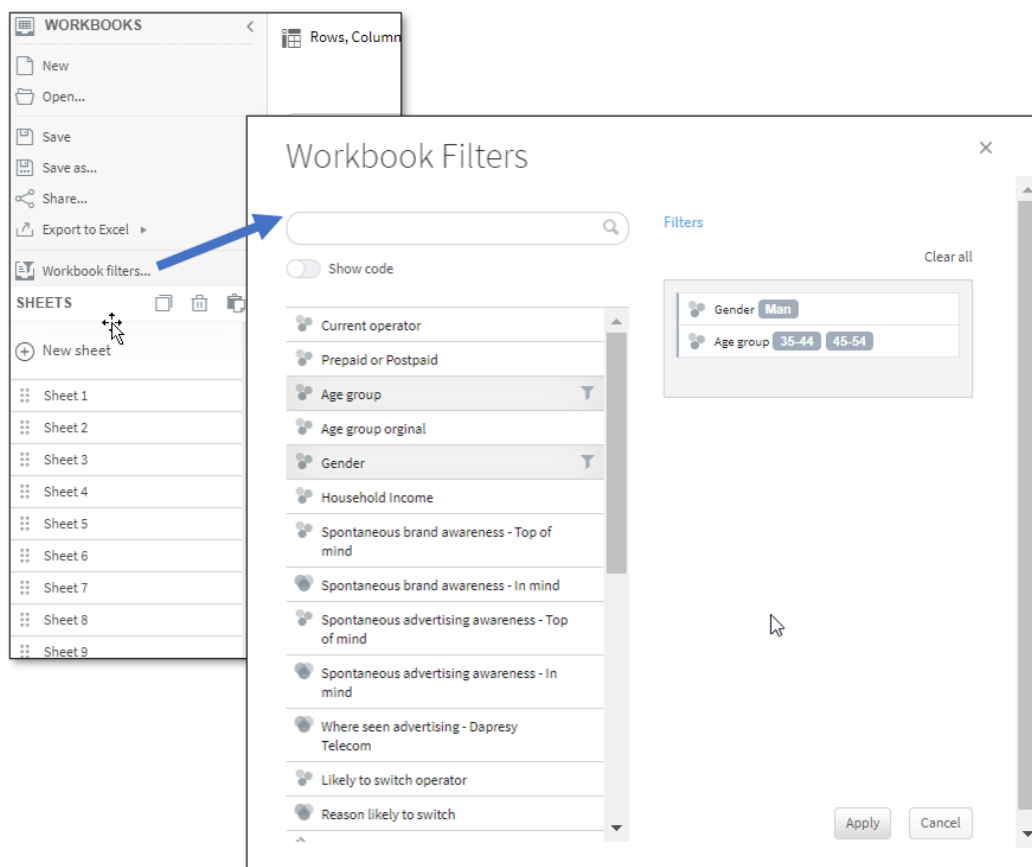 WORKBOOKS
New
Open...
Save
Save as...
Share...
Export to Excel
Workbook filters...
SHEETS
New sheet
Sheet 1
Sheet 2
Sheet 3
Sheet 4
Sheet 5
Sheet 6
Sheet 7
Sheet 8
Sheet 9
Rows, Column
Workbook Filters
Show code
Current operator
Prepaid or Postpaid
Age group
Age group orginal
Gender
Household Income
Spontaneous brand awareness - Top of
mind
Spontaneous brand awareness - In mind
Spontaneous advertising awareness - Top
of mind
Spontaneous advertising awareness - In
mind
Where seen advertising - Dapresy
Telecom
Likely to switch operator
Reason likely to switch
Filters
Clear all
Gender Man
Age group 35-44 45-54
Apply Cancel